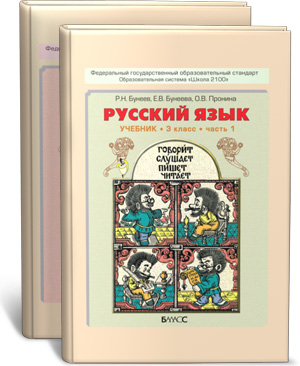 Федеральный государственный образовательный стандарт
Образовательная система «Школа 2100»
Р.Н. Бунеев, Е.В. Бунеева, О.В. Пронина
РУССКИЙ ЯЗЫК
УЧЕБНИК • 3 класс • часть 1
ГОВОРИТ
СЛУШАЕТ
ПИШЕТ
ЧИТАЕТ
БАЛАСС